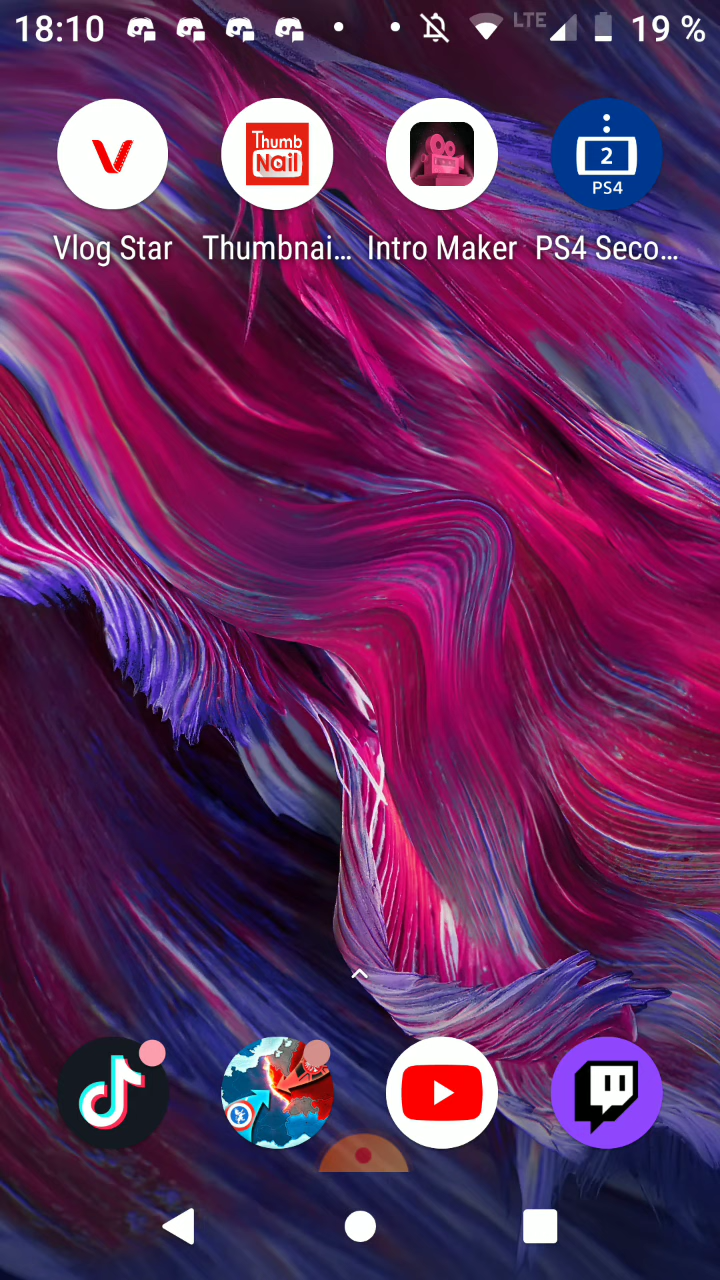 18:10 LTE 19 %
Thumb
Nail
2
PS4
Vlog Star Thumbnai... Intro Maker PS4 Seco...